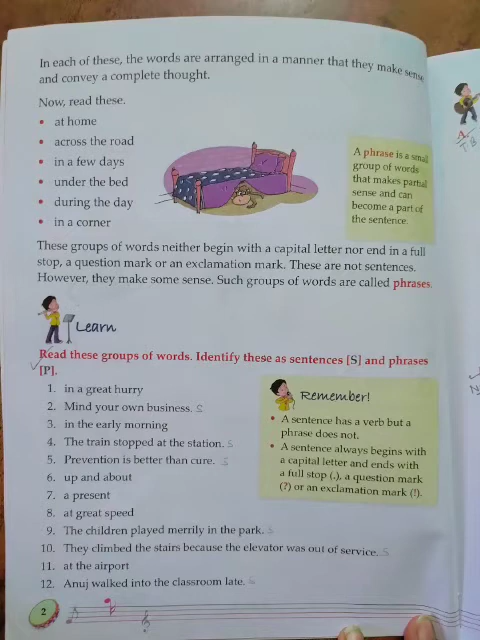 In each of these, the words are arranged in a manner that they make sense
and convey a complete thought.
Now, read these.
• at home
• across the road
• in a few days
• under the bed
• during the day
• in a corner
A phrase is a small
group of words
that makes partial
sense and can
become a part of
the sentence.
These groups of words neither begin with a capital letter nor end in a full
stop, a question mark or an exclamation mark. These are not sentences.
However, they make some sense. Such groups of words are called phrases.
Learn
Read these groups of words. Identify these as sentences [S] and phrases
[P].
1. in a great hurry
2. Mind your own business. S
3. in the early morning
4. The train stopped at the station. S
5. Prevention is better than cure. S
6. up and about
7. a present
8. at great speed
9. The children played merrily in the park. S
10. They climbed the stairs because the elevator was out of service. S
11. at the airport
12. Anuj walked into the classroom late. S
Remember!
• A sentence has a verb but a
phrase does not.
• A sentence always begins with
a capital letter and ends with
a full stop (.), a question mark
(?) or an exclamation mark (!).
2
A